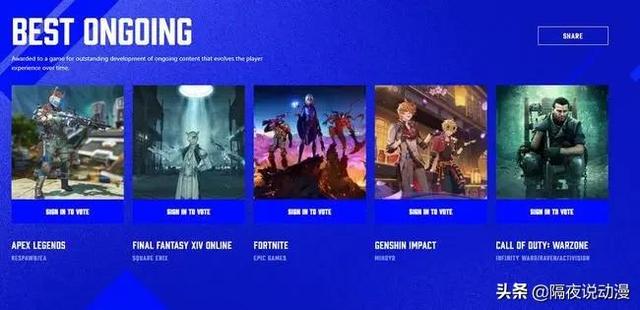 BEST ONGOING
SHARE
Awarded to a game for outstanding development of ongoing content that evolves the player
experience over time.
SIGN IN TO VOTE
SIGN IN TO VOTE
SIGN IN TO VOTE
SIGN IN TO VOTE
SIGN IN TO VOTE
APEX LEGENDS
RESPAWN/EA
FINAL FANTASY XIV ONLINE
SQUARE ENIX
FORTNITE
EPIC GAMES
GENSHIN IMPACT
MIHOYO
CALL OF DUTY: WARZONE
INFINITY WARD/RAVEN/ACTIVISION
头条 @隔夜说动漫